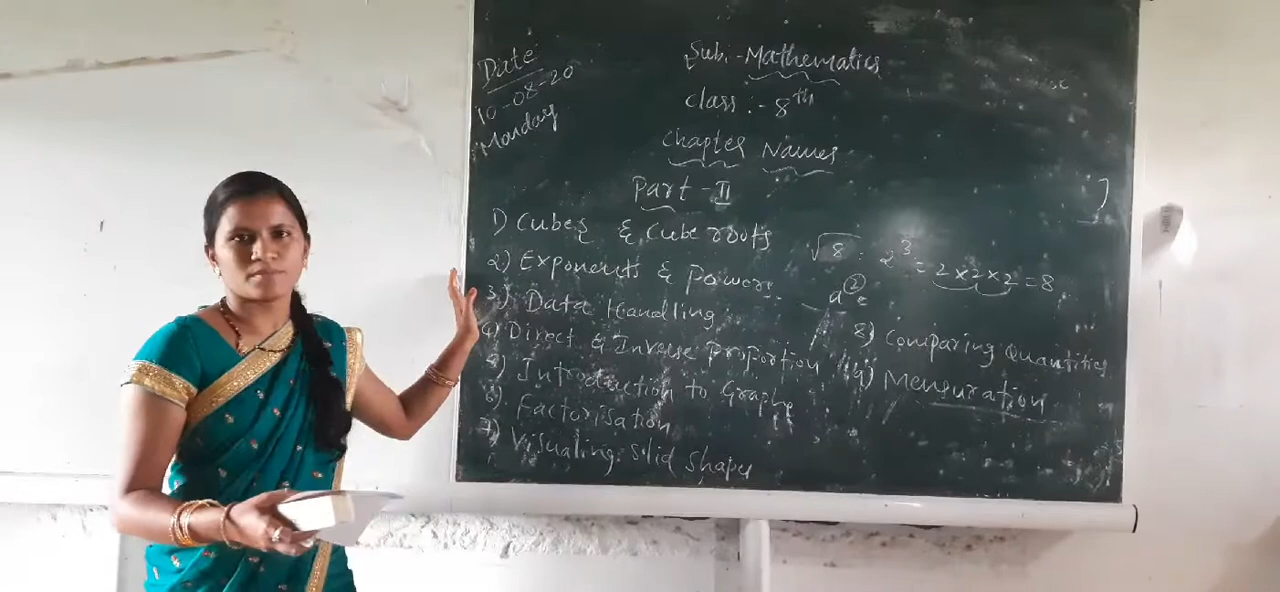 Date
10-08-20
Monday
Sub:-Mathematics
Class :- 8th
Chapter Names
Part-II
1) Cubes & Cube roots
2) Exponents & Powers
3) Data Handling
4) Direct & Inverse Proportion
5) Introduction to Graphs
6) Factorisation
7) Visualing Slid Shapes
√8 2³ = 2×2×2 = 8
8) Comparing Quantities
9) Mensuration